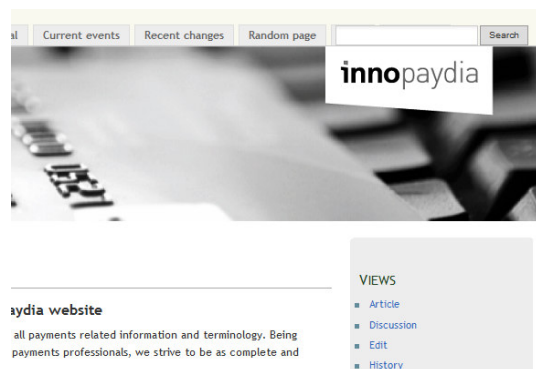 al Current events Recent changes Random page Search
innopaydia
VIEWS
Article
Discussion
Edit
History
aydia website
all payments related information and terminology. Being
payments professionals, we strive to be as complete and